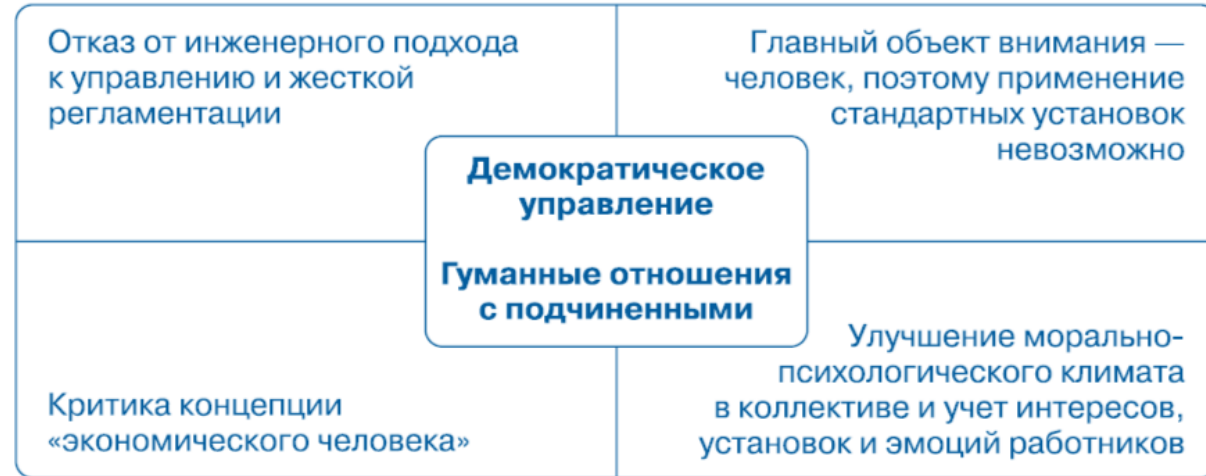 Отказ от инженерного подхода
к управлению и жесткой
регламентации
Главный объект внимания —
человек, поэтому применение
стандартных установок
невозможно
Демократическое
управление
Гуманные отношения
с подчиненными
Критика концепции
«экономического человека»
Улучшение морально-
психологического климата
в коллективе и учет интересов,
установок и эмоций работников